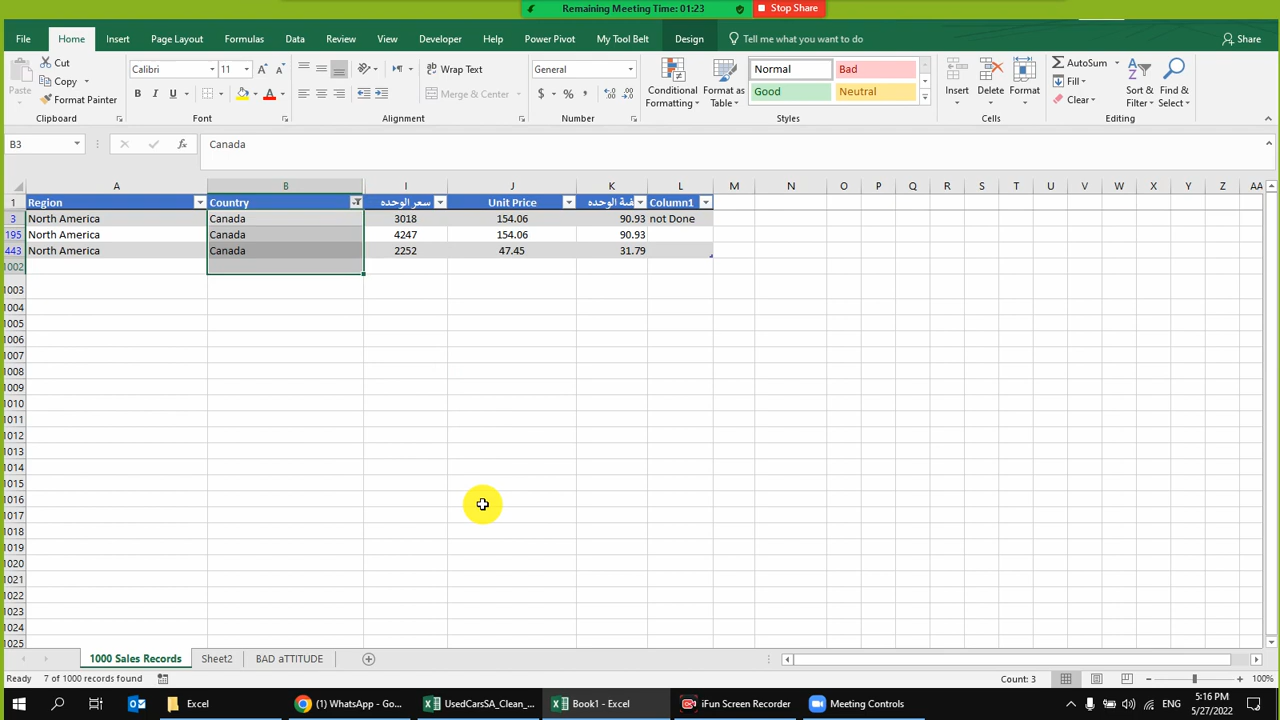 Remaining Meeting Time: 01:23 Stop Share
File Home Insert Page Layout Formulas Data Review View Developer Help Power Pivot My Tool Belt Design Tell me what you want to do Share
Paste Cut Copy Format Painter Clipboard
Calibri 11 B I U A Font
Wrap Text Merge & Center Alignment
General $ % , Number
Conditional Formatting Format as Table Normal Bad Good Neutral Styles
Insert Delete Format Cells
AutoSum Fill Clear Sort & Filter Find & Select Editing
B3 fx Canada
A B I J K L M N O P Q R S T U V W X Y Z AA
1 Region Country سعر الوحده Unit Price Column1
3 North America Canada 3018 154.06 90.93 not Done
195 North America Canada 4247 154.06 90.93
443 North America Canada 2252 47.45 31.79
1002
1003
1004
1005
1006
1007
1008
1009
1010
1011
1012
1013
1014
1015
1016
1017
1018
1019
1020
1021
1022
1023
1024
1025
1000 Sales Records Sheet2 BAD aTTITUDE
Ready 7 of 1000 records found Count: 3 100%
Excel (1) WhatsApp - Go... UsedCarsSA_Clean_... Book1 - Excel iFun Screen Recorder Meeting Controls ENG 5:16 PM
5/27/2022